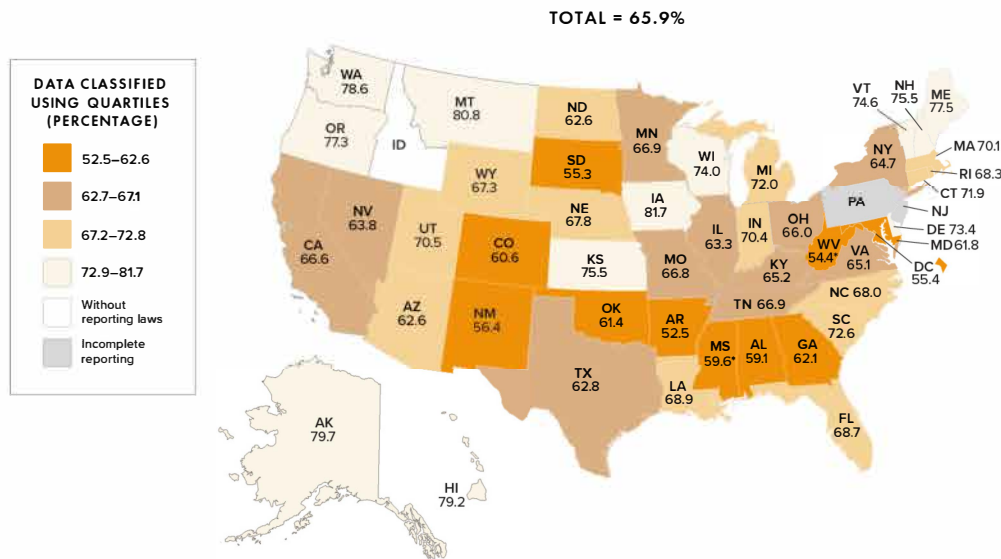 TOTAL = 65.9%
DATA CLASSIFIED
USING QUARTILES
(PERCENTAGE)
52.5–62.6
62.7–67.1
67.2–72.8
72.9–81.7
Without
reporting laws
Incomplete
reporting
WA
78.6
OR
77.3
ID
MT
80.8
ND
62.6
MN
66.9
SD
55.3
WI
74.0
MI
72.0
WY
67.3
NE
67.8
IA
81.7
NV
63.8
UT
70.5
CO
60.6
CA
66.6
KS
75.5
MO
66.8
IL
63.3
IN
70.4
OH
66.0
KY
65.2
WV
54.4*
VA
65.1
PA
NY
64.7
VT
74.6
NH
75.5
ME
77.5
MA 70.1
RI 68.3
CT 71.9
NJ
DE 73.4
MD 61.8
DC
55.4
AZ
62.6
NM
56.4
OK
61.4
AR
52.5
TN 66.9
NC 68.0
SC
72.6
MS
59.6*
AL
59.1
GA
62.1
TX
62.8
LA
68.9
FL
68.7
AK
79.7
HI
79.2